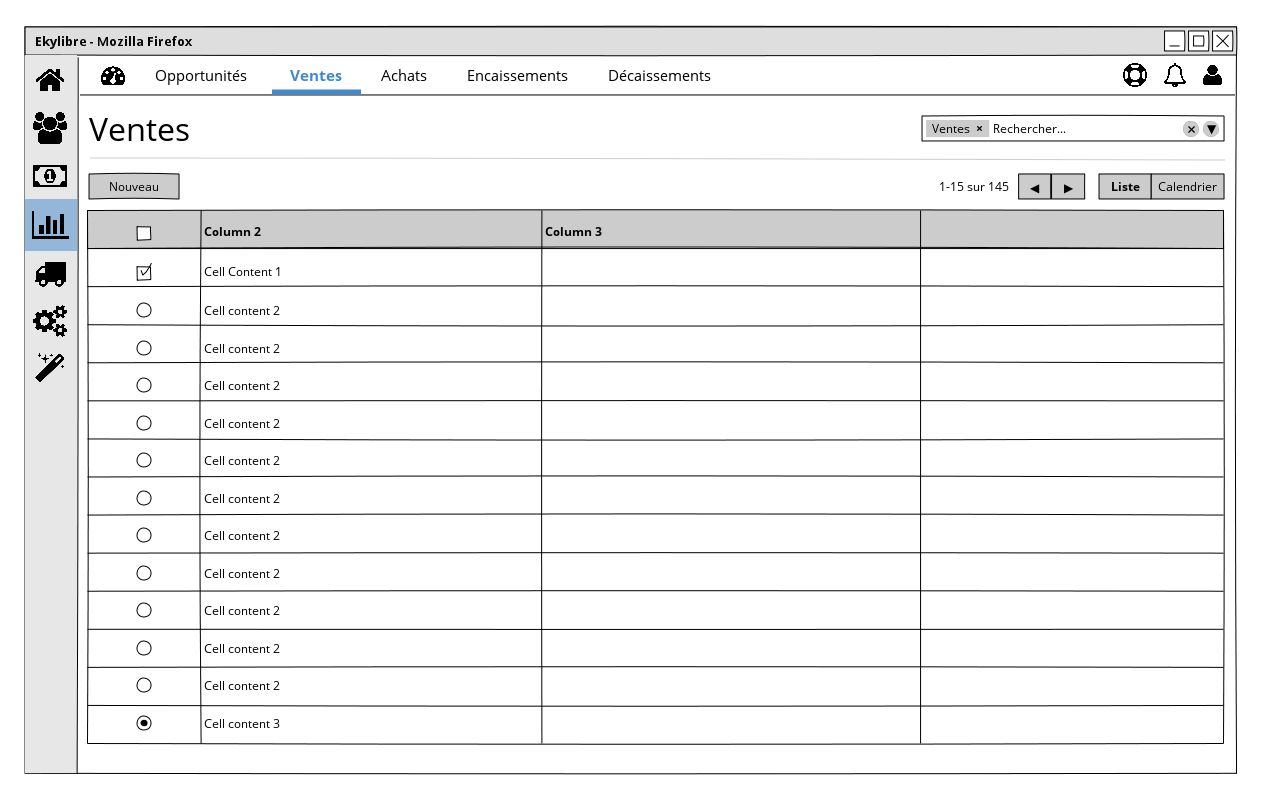 Ekylibre - Mozilla Firefox
Opportunités Ventes Achats Encaissements Décaissements
Ventes
Ventes × Rechercher...
Nouveau
1-15 sur 145
Liste Calendrier
Column 2 Column 3
Cell Content 1
Cell content 2
Cell content 2
Cell content 2
Cell content 2
Cell content 2
Cell content 2
Cell content 2
Cell content 2
Cell content 2
Cell content 2
Cell content 2
Cell content 3